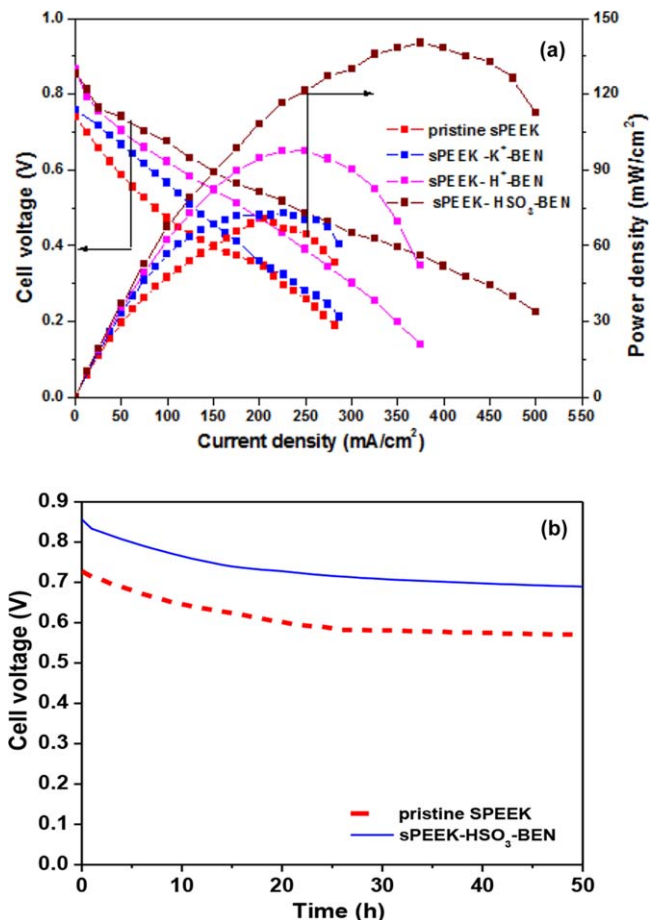 (a)
1.0
0.8
0.6
0.4
0.2
0.0
Cell voltage (V)
150
120
90
60
30
0
Power density (mW/cm²)
pristine sPEEK
sPEEK -K⁺-BEN
sPEEK- H⁺-BEN
sPEEK- HSO₃-BEN
0 50 100 150 200 250 300 350 400 450 500
Current density (mA/cm²)
(b)
0.9
0.8
0.7
0.6
0.5
0.4
0.3
0.2
0.1
0.0
Cell voltage (V)
pristine SPEEK
sPEEK-HSO₃-BEN
0 10 20 30 40 50
Time (h)